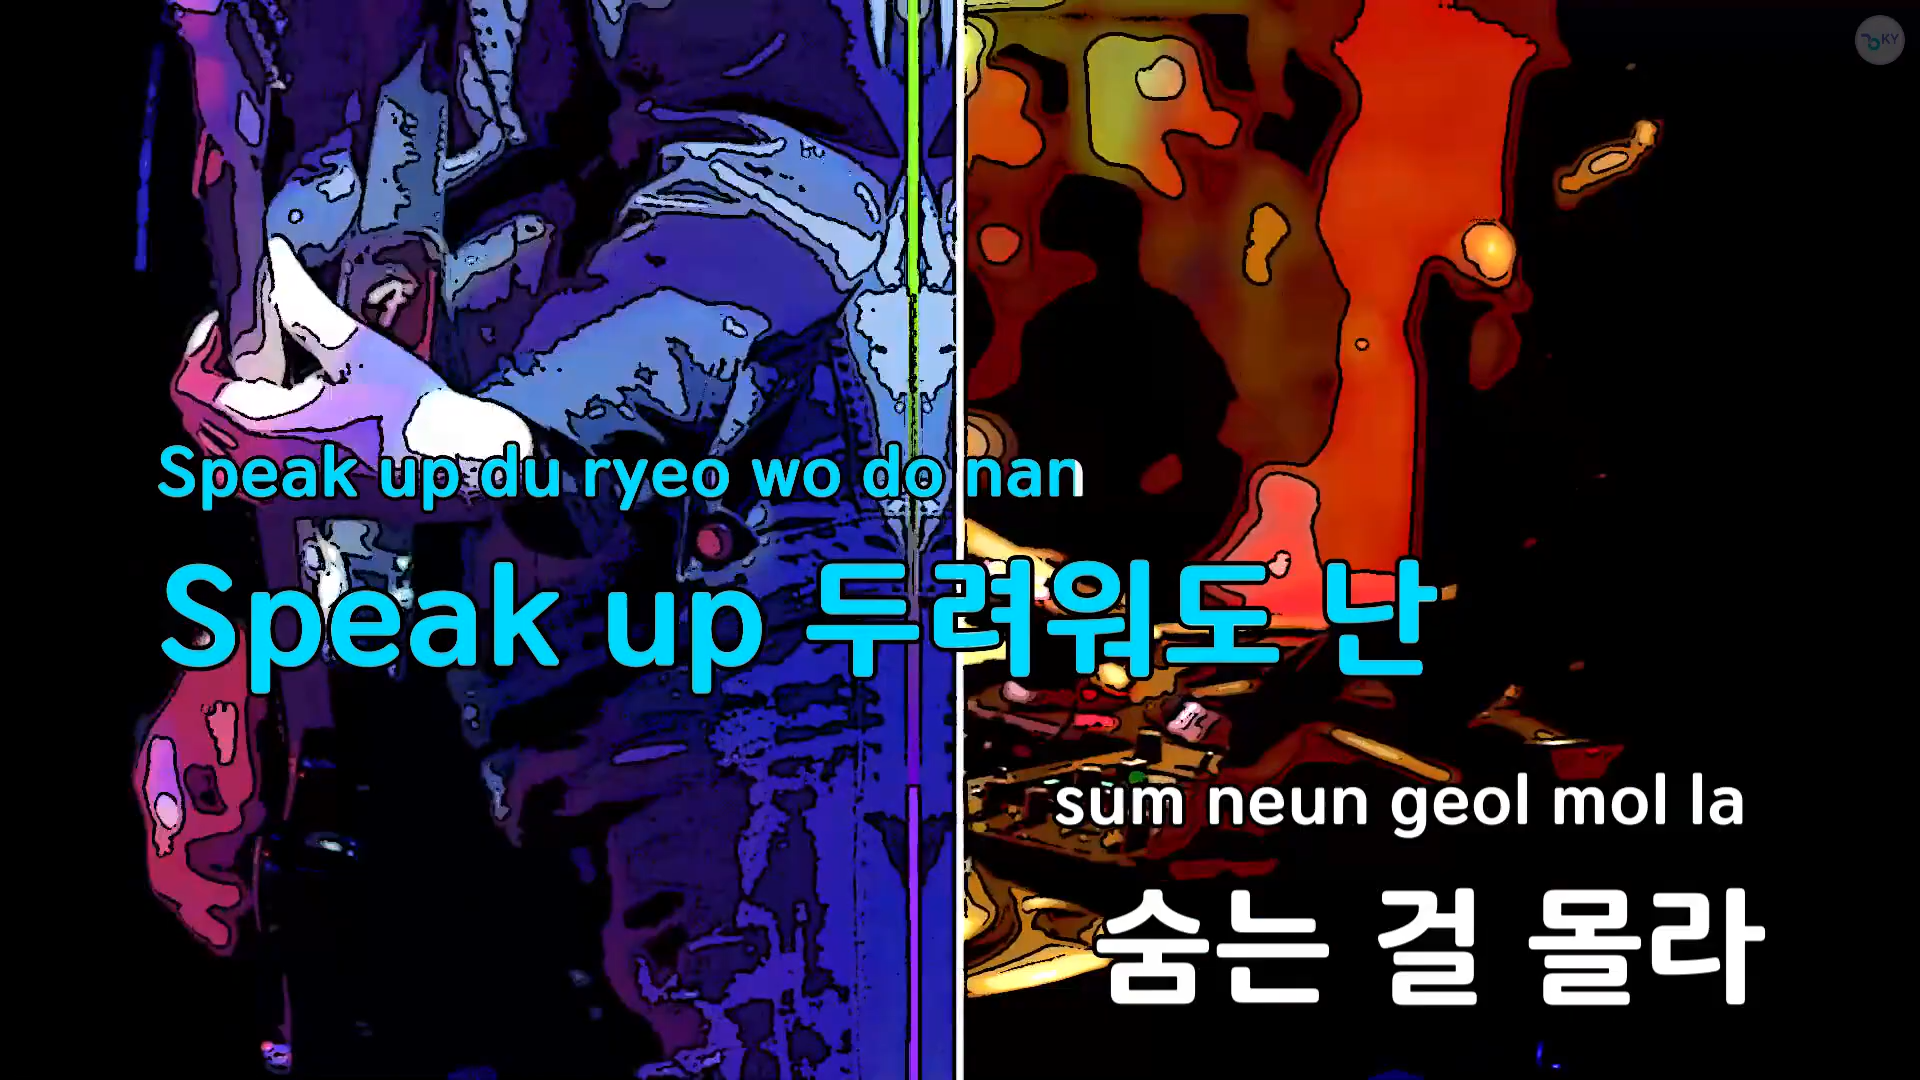 KY
Speak up du ryeo wo do nan
Speak up 두려워도 난
sum neun geol mol la
숨는 걸 몰라